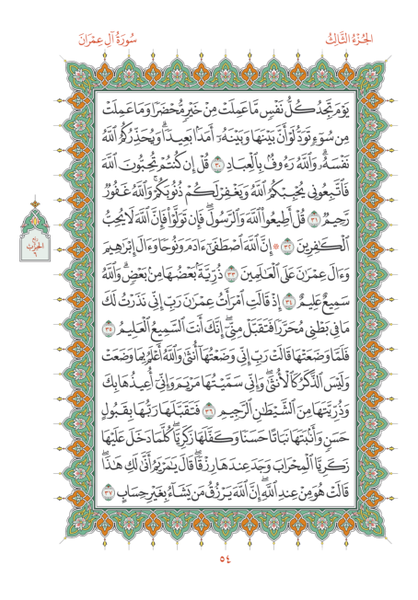 سُورَةُ آلِ عِمْرَانَ
الجُزْءُ الثَّالِثُ
يَوْمَ تَجِدُ كُلُّ نَفْسٍ مَّا عَمِلَتْ مِنْ خَيْرٍ مُّحْضَرًا وَمَا عَمِلَتْ
مِن سُوٓءٍ تَوَدُّ لَوْ أَنَّ بَيْنَهَا وَبَيْنَهُۥٓ أَمَدًۢا بَعِيدًا ۗ وَيُحَذِّرُكُمُ ٱللَّهُ
نَفْسَهُۥ ۗ وَٱللَّهُ رَءُوفٌۢ بِٱلْعِبَادِ ٣٠ قُلْ إِن كُنتُمْ تُحِبُّونَ ٱللَّهَ
فَٱتَّبِعُونِى يُحْبِبْكُمُ ٱللَّهُ وَيَغْفِرْ لَكُمْ ذُنُوبَكُمْ ۗ وَٱللَّهُ غَفُورٌ
رَّحِيمٌ ٣١ قُلْ أَطِيعُوا۟ ٱللَّهَ وَٱلرَّسُولَ ۖ فَإِن تَوَلَّوْا۟ فَإِنَّ ٱللَّهَ لَا يُحِبُّ
ٱلْكَٰفِرِينَ ٣٢ إِنَّ ٱللَّهَ ٱصْطَفَىٰٓ ءَادَمَ وَنُوحًا وَءَالَ إِبْرَٰهِيمَ
وَءَالَ عِمْرَٰنَ عَلَى ٱلْعَٰلَمِينَ ٣٣ ذُرِّيَّةًۢ بَعْضُهَا مِنۢ بَعْضٍ ۗ وَٱللَّهُ
سَمِيعٌ عَلِيمٌ ٣٤ إِذْ قَالَتِ ٱمْرَأَتُ عِمْرَٰنَ رَبِّ إِنِّى نَذَرْتُ لَكَ
مَا فِى بَطْنِى مُحَرَّرًا فَتَقَبَّلْ مِنِّىٓ ۖ إِنَّكَ أَنتَ ٱلسَّمِيعُ ٱلْعَلِيمُ ٣٥
فَلَمَّا وَضَعَتْهَا قَالَتْ رَبِّ إِنِّى وَضَعْتُهَآ أُنثَىٰ وَٱللَّهُ أَعْلَمُ بِمَا وَضَعَتْ
وَلَيْسَ ٱلذَّكَرُ كَٱلْأُنثَىٰ ۖ وَإِنِّى سَمَّيْتُهَا مَرْيَمَ وَإِنِّىٓ أُعِيذُهَا بِكَ
وَذُرِّيَّتَهَا مِنَ ٱلشَّيْطَٰنِ ٱلرَّجِيمِ ٣٦ فَتَقَبَّلَهَا رَبُّهَا بِقَبُولٍ
حَسَنٍ وَأَنۢبَتَهَا نَبَاتًا حَسَنًا وَكَفَّلَهَا زَكَرِيَّا ۖ كُلَّمَا دَخَلَ عَلَيْهَا
زَكَرِيَّا ٱلْمِحْرَابَ وَجَدَ عِندَهَا رِزْقًا ۖ قَالَ يَٰمَرْيَمُ أَنَّىٰ لَكِ هَٰذَا ۖ
قَالَتْ هُوَ مِنْ عِندِ ٱللَّهِ ۖ إِنَّ ٱللَّهَ يَرْزُقُ مَن يَشَآءُ بِغَيْرِ حِسَابٍ ٣٧
٥٤